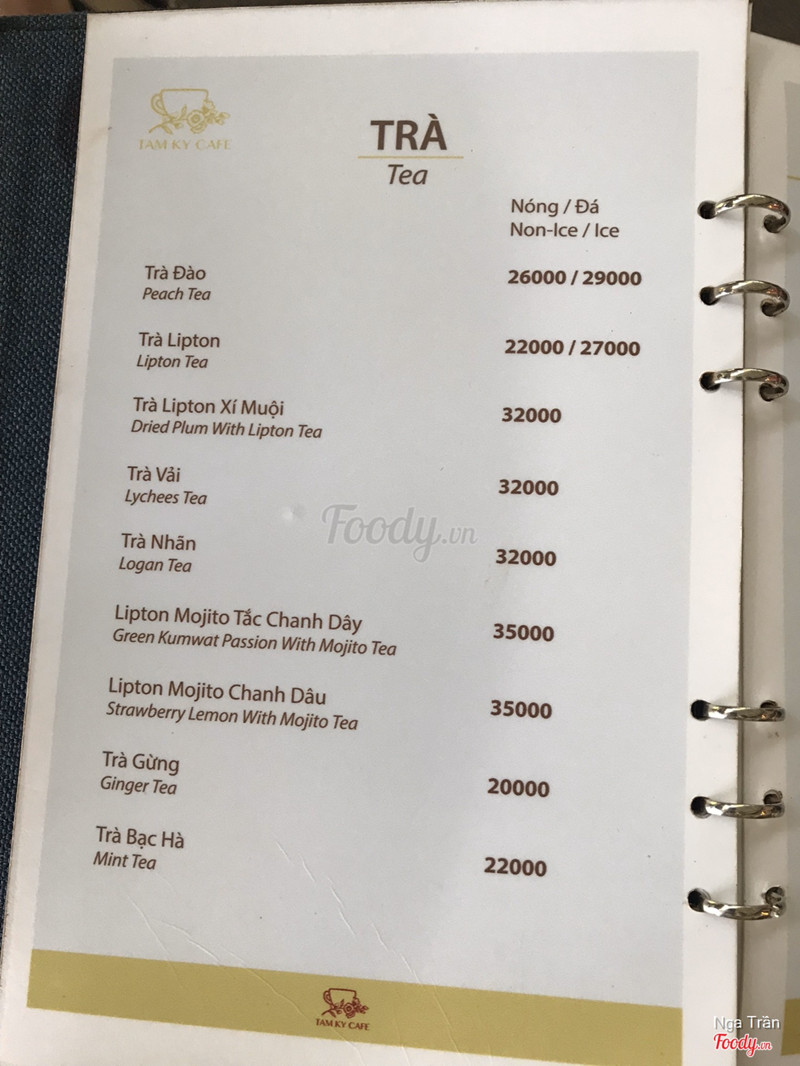 TAM KY CAFE
TRÀ
Tea
Nóng / Đá
Non-Ice / Ice
Trà Đào
26000 / 29000
Peach Tea
Trà Lipton
22000 / 27000
Lipton Tea
Trà Lipton Xí Muội
32000
Dried Plum With Lipton Tea
Trà Vải
32000
Lychees Tea
Foody.vn
Trà Nhãn
32000
Logan Tea
Lipton Mojito Tắc Chanh Dây
35000
Green Kumwat Passion With Mojito Tea
Lipton Mojito Chanh Dâu
35000
Strawberry Lemon With Mojito Tea
Trà Gừng
20000
Ginger Tea
Trà Bạc Hà
22000
Mint Tea
TAM KY CAFE
Nga Trần
Foody.vn